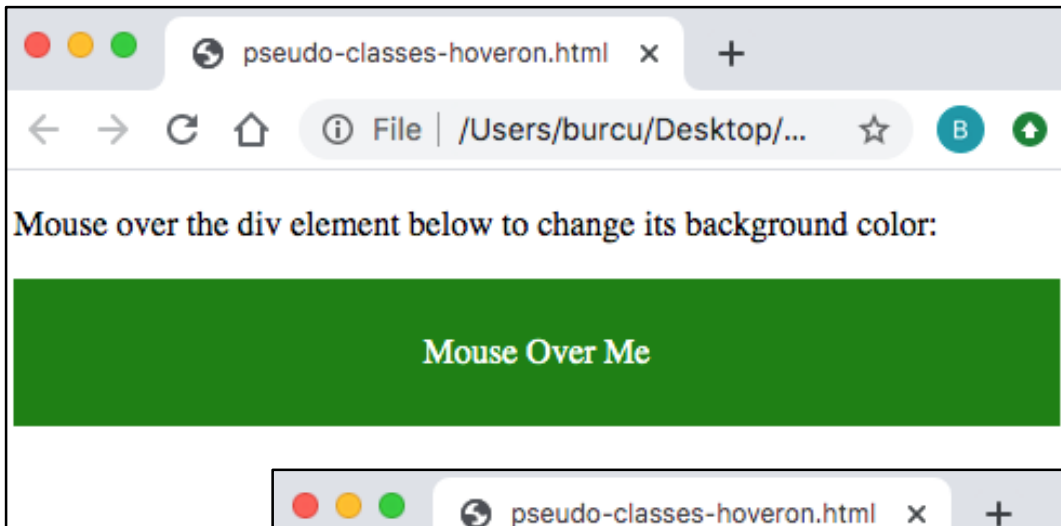 pseudo-classes-hoveron.html
File /Users/burcu/Desktop/...
B
Mouse over the div element below to change its background color:
Mouse Over Me
pseudo-classes-hoveron.html